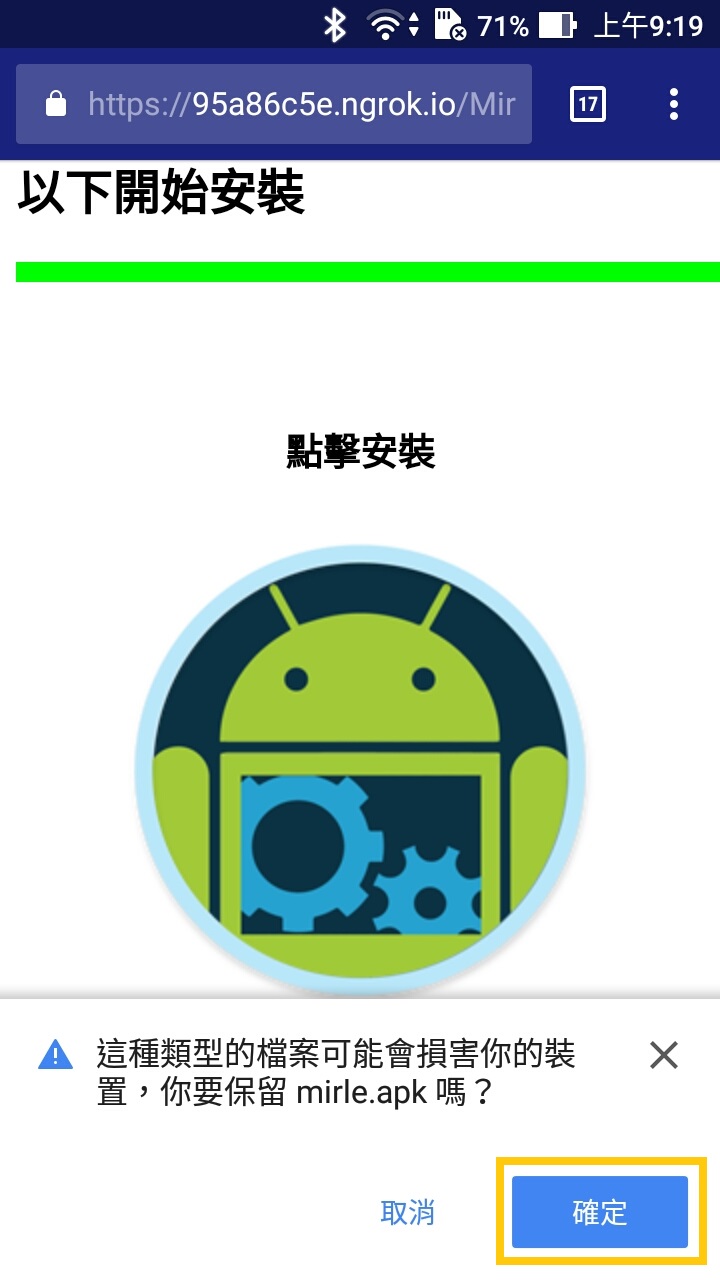 71% 上午9:19
https://95a86c5e.ngrok.io/Mir 17
以下開始安裝
點擊安裝
這種類型的檔案可能會損害你的裝
置，你要保留 mirle.apk 嗎？
取消 確定